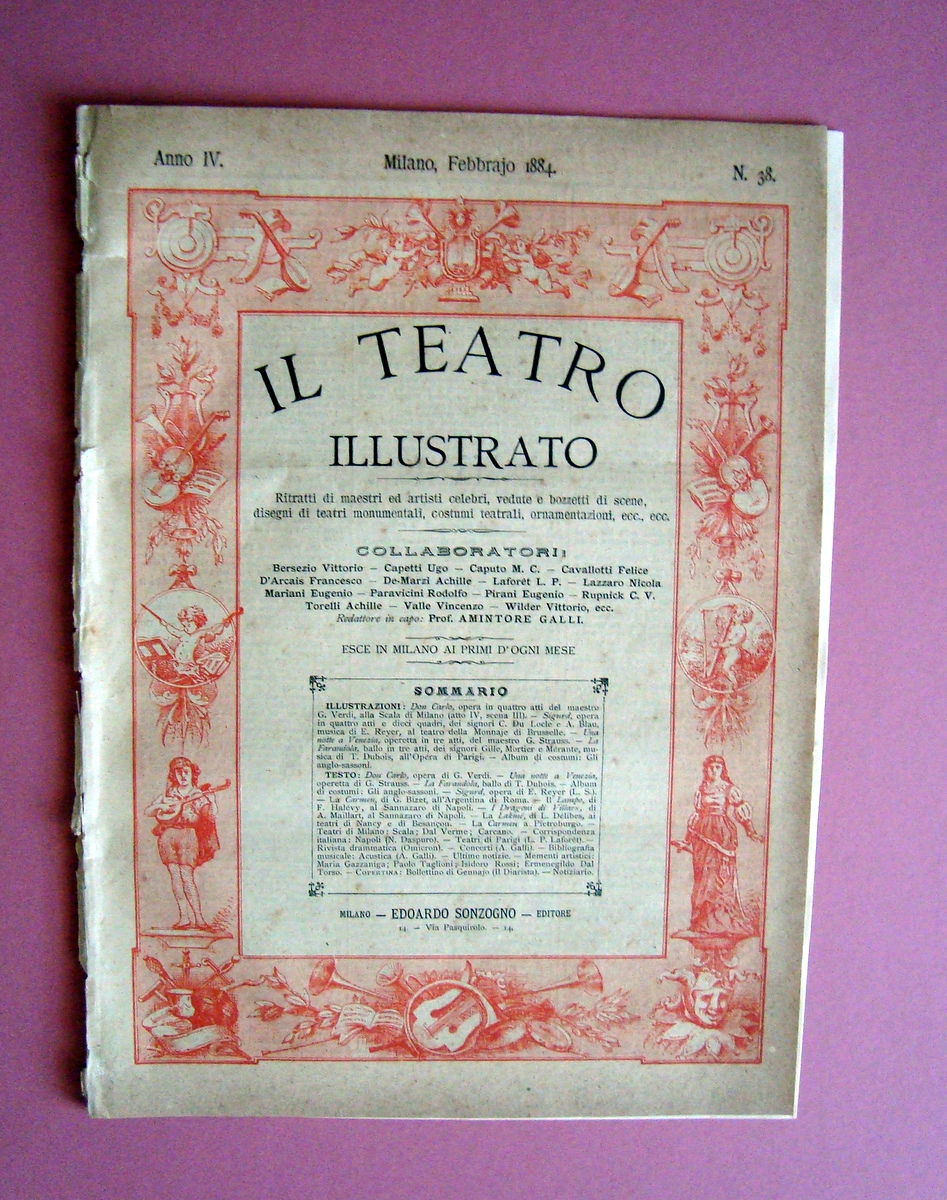 Anno IV. Milano, Febbrajo 1884. N. 38.
IL TEATRO
ILLUSTRATO
Ritratti di maestri ed artisti celebri, vedute e bozzetti di scene,
disegni di teatri monumentali, costumi teatrali, ornamentazioni, ecc., ecc.
COLLABORATORI:
Bersezio Vittorio — Capetti Ugo — Caputo M. C. — Cavallotti Felice
D'Arcais Francesco — De-Marzi Achille — Laforêt L. P. — Lazzaro Nicola
Mariani Eugenio — Paravicini Rodolfo — Pirani Eugenio — Rupnick C. V.
Torelli Achille — Valle Vincenzo — Wilder Vittorio, ecc.
Redattore in capo: Prof. AMINTORE GALLI.
ESCE IN MILANO AI PRIMI D'OGNI MESE
SOMMARIO
ILLUSTRAZIONI: Don Carlo, opera in quattro atti del maestro
G. Verdi, alla Scala di Milano (atto IV, scena III). — Sigurd, opera
in quattro atti e dieci quadri, dei signori C. Du Locle e A. Blau,
musica di E. Reyer, al teatro della Monnaje di Brusselle. — Una
notte a Venezia, operetta in tre atti, del maestro G. Strauss. — La
Farandola, ballo in tre atti, dei signori Gille, Mortier e Mérante, mu-
sica di T. Dubois, all'Opéra di Parigi. — Album di costumi: Gli
anglo-sassoni.
TESTO: Don Carlo, opera di G. Verdi. — Una notte a Venezia,
operetta di G. Strauss. — La Farandola, ballo di T. Dubois. — Album
di costumi: Gli anglo-sassoni. — Sigurd, opera di E. Reyer (L. S.).
— La Carmen, di G. Bizet, all'Argentina di Roma. — Il Lampo, di
F. Halévy, al Sannazaro di Napoli. — I Dragoni di Villars, di
A. Maillart, al Sannazaro di Napoli. — La Lakmé, di L. Délibes, ai
teatri di Nancy e di Besançon. — La Carmen a Pietroburgo. —
Teatri di Milano: Scala; Dal Verme; Carcano. — Corrispondenza
italiana: Napoli (N. Daspuro). — Teatri di Parigi (L. P. Laforêt). —
Rivista drammatica (Omicron). — Concerti (A. Galli). — Bibliografia
musicale: Acustica (A. Galli). — Ultime notizie. — Mementi artistici:
Maria Gazzaniga; Paolo Taglioni; Isidoro Rossi; Ermenegildo Dal
Torso. — COPERTINA: Bollettino di Gennajo (Il Diarista). — Notiziario.
MILANO — EDOARDO SONZOGNO — EDITORE
14. — Via Pasquirolo. — 14.